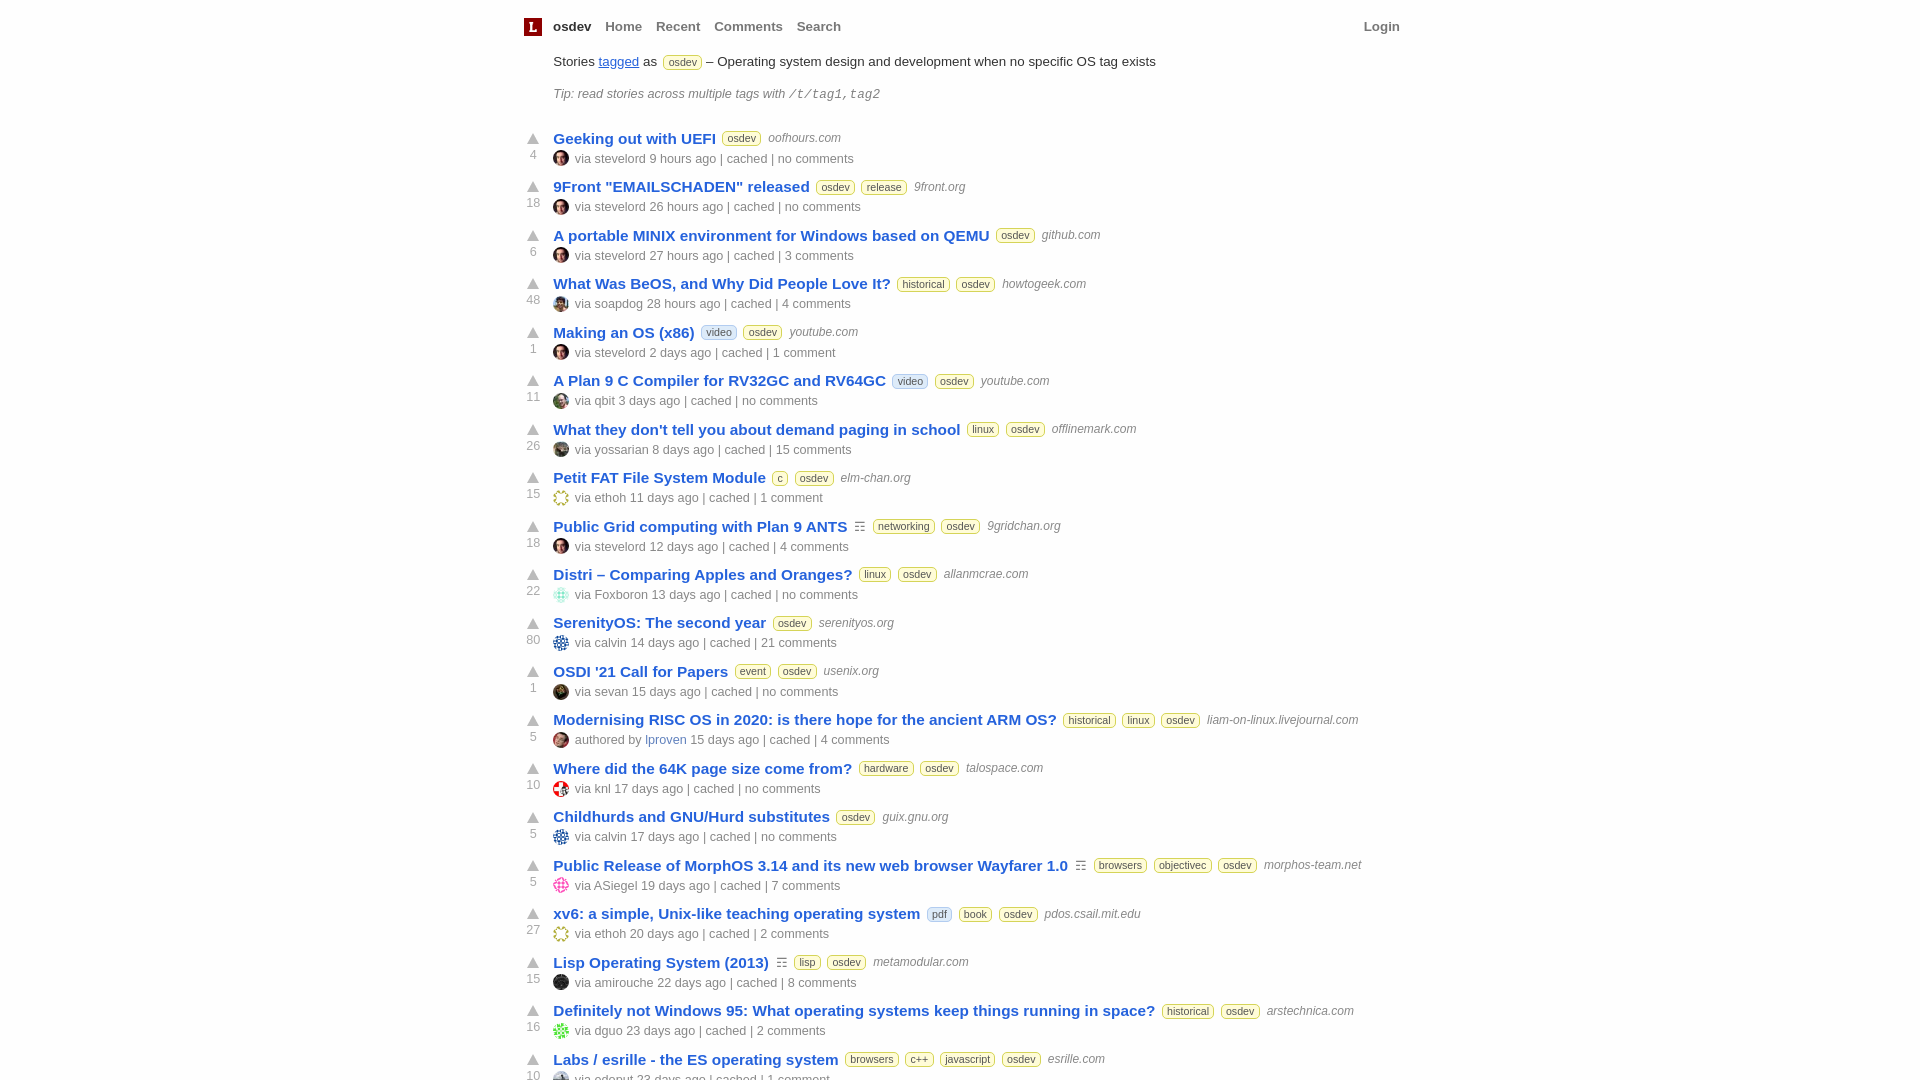 L osdev Home Recent Comments Search Login
Stories tagged as osdev – Operating system design and development when no specific OS tag exists
Tip: read stories across multiple tags with /t/tag1,tag2
Geeking out with UEFI osdev oofhours.com
4 via stevelord 9 hours ago | cached | no comments
9Front "EMAILSCHADEN" released osdev release 9front.org
18 via stevelord 26 hours ago | cached | no comments
A portable MINIX environment for Windows based on QEMU osdev github.com
6 via stevelord 27 hours ago | cached | 3 comments
What Was BeOS, and Why Did People Love It? historical osdev howtogeek.com
48 via soapdog 28 hours ago | cached | 4 comments
Making an OS (x86) video osdev youtube.com
1 via stevelord 2 days ago | cached | 1 comment
A Plan 9 C Compiler for RV32GC and RV64GC video osdev youtube.com
11 via qbit 3 days ago | cached | no comments
What they don't tell you about demand paging in school linux osdev offlinemark.com
26 via yossarian 8 days ago | cached | 15 comments
Petit FAT File System Module c osdev elm-chan.org
15 via ethoh 11 days ago | cached | 1 comment
Public Grid computing with Plan 9 ANTS ☶ networking osdev 9gridchan.org
18 via stevelord 12 days ago | cached | 4 comments
Distri – Comparing Apples and Oranges? linux osdev allanmcrae.com
22 via Foxboron 13 days ago | cached | no comments
SerenityOS: The second year osdev serenityos.org
80 via calvin 14 days ago | cached | 21 comments
OSDI '21 Call for Papers event osdev usenix.org
1 via sevan 15 days ago | cached | no comments
Modernising RISC OS in 2020: is there hope for the ancient ARM OS? historical linux osdev liam-on-linux.livejournal.com
5 authored by lproven 15 days ago | cached | 4 comments
Where did the 64K page size come from? hardware osdev talospace.com
10 via knl 17 days ago | cached | no comments
Childhurds and GNU/Hurd substitutes osdev guix.gnu.org
5 via calvin 17 days ago | cached | no comments
Public Release of MorphOS 3.14 and its new web browser Wayfarer 1.0 ☶ browsers objectivec osdev morphos-team.net
5 via ASiegel 19 days ago | cached | 7 comments
xv6: a simple, Unix-like teaching operating system pdf book osdev pdos.csail.mit.edu
27 via ethoh 20 days ago | cached | 2 comments
Lisp Operating System (2013) ☶ lisp osdev metamodular.com
15 via amirouche 22 days ago | cached | 8 comments
Definitely not Windows 95: What operating systems keep things running in space? historical osdev arstechnica.com
16 via dguo 23 days ago | cached | 2 comments
Labs / esrille - the ES operating system browsers c++ javascript osdev esrille.com
10 via edenut 23 days ago | cached | 1 comment